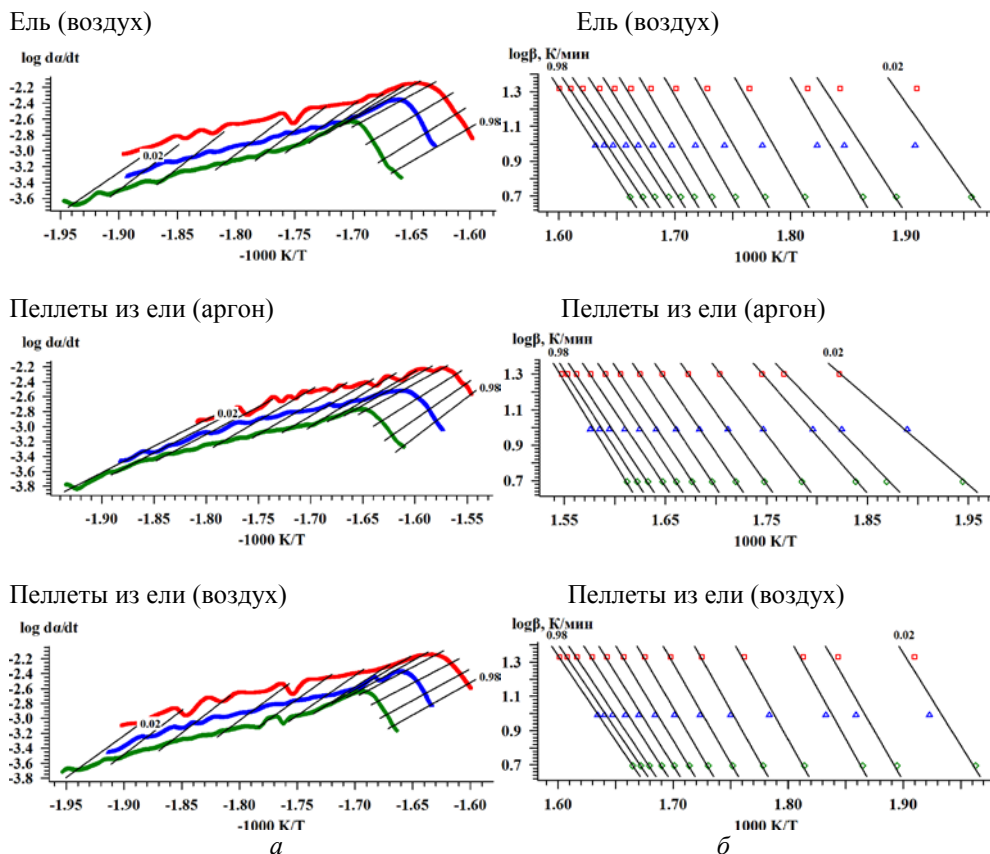 Ель (воздух)
Ель (воздух)
log dα/dt
logβ, К/мин
0.98
0.02
-2.2
-2.4
-2.8
-3.0
-3.3
-3.6
0.02
0.98
1.3
1.1
0.9
0.7
-1.95 -1.90 -1.85 -1.80 -1.75 -1.70 -1.65 -1.60
-1000 K/T
1.60 1.70 1.80 1.90
1000 K/T
Пеллеты из ели (аргон)
Пеллеты из ели (аргон)
log dα/dt
logβ, К/мин
0.98
0.02
-2.2
-2.4
-2.8
-3.0
-3.2
-3.4
-3.8
0.02
0.98
1.3
1.1
0.9
0.7
-1.90 -1.85 -1.80 -1.75 -1.70 -1.65 -1.60 -1.55
-1000 K/T
1.55 1.65 1.75 1.85 1.95
1000 K/T
Пеллеты из ели (воздух)
Пеллеты из ели (воздух)
log dα/dt
logβ, К/мин
0.98
0.02
-2.2
-2.4
-2.6
-3.0
-3.2
-3.4
-3.6
-3.8
0.02
0.98
1.3
1.1
0.9
0.7
-1.95 -1.90 -1.85 -1.80 -1.75 -1.70 -1.65 -1.60
-1000 K/T
1.60 1.70 1.80 1.90
1000 K/T
а
б